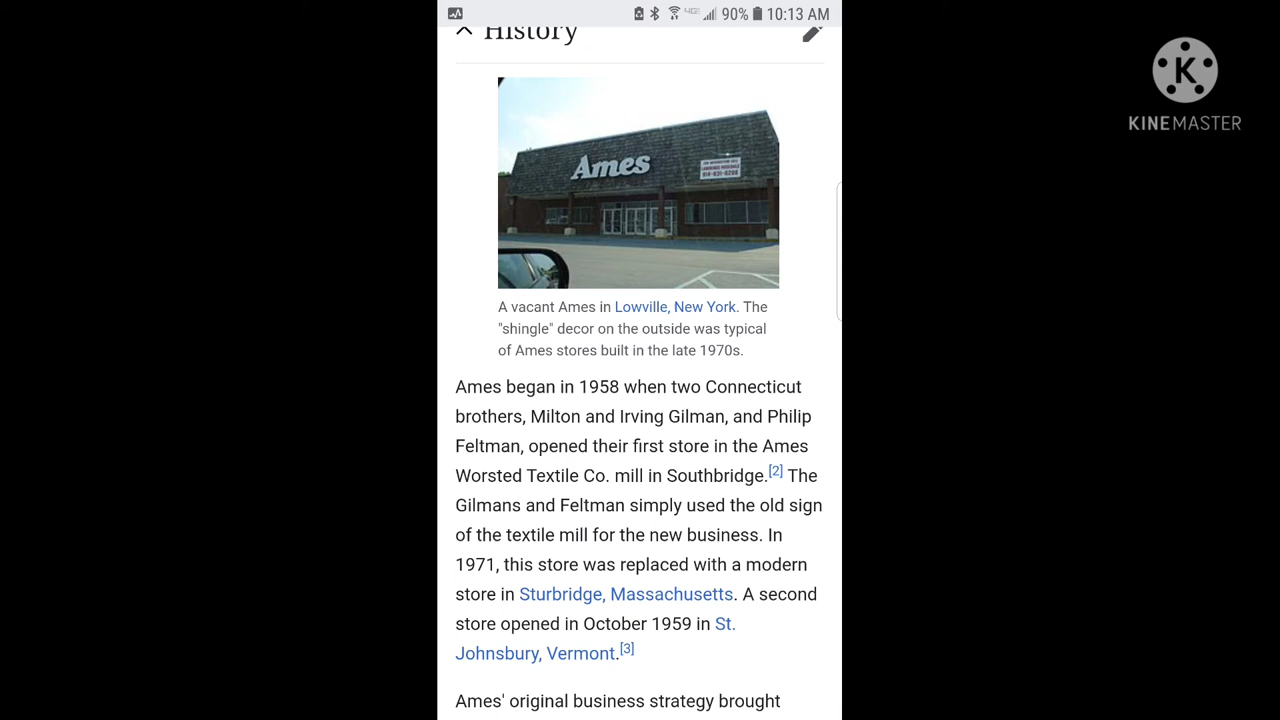 90% 10:13 AM
History
Ames
A vacant Ames in Lowville, New York. The
"shingle" decor on the outside was typical
of Ames stores built in the late 1970s.
Ames began in 1958 when two Connecticut
brothers, Milton and Irving Gilman, and Philip
Feltman, opened their first store in the Ames
Worsted Textile Co. mill in Southbridge.[2] The
Gilmans and Feltman simply used the old sign
of the textile mill for the new business. In
1971, this store was replaced with a modern
store in Sturbridge, Massachusetts. A second
store opened in October 1959 in St.
Johnsbury, Vermont.[3]
Ames' original business strategy brought
K
KINEMASTER